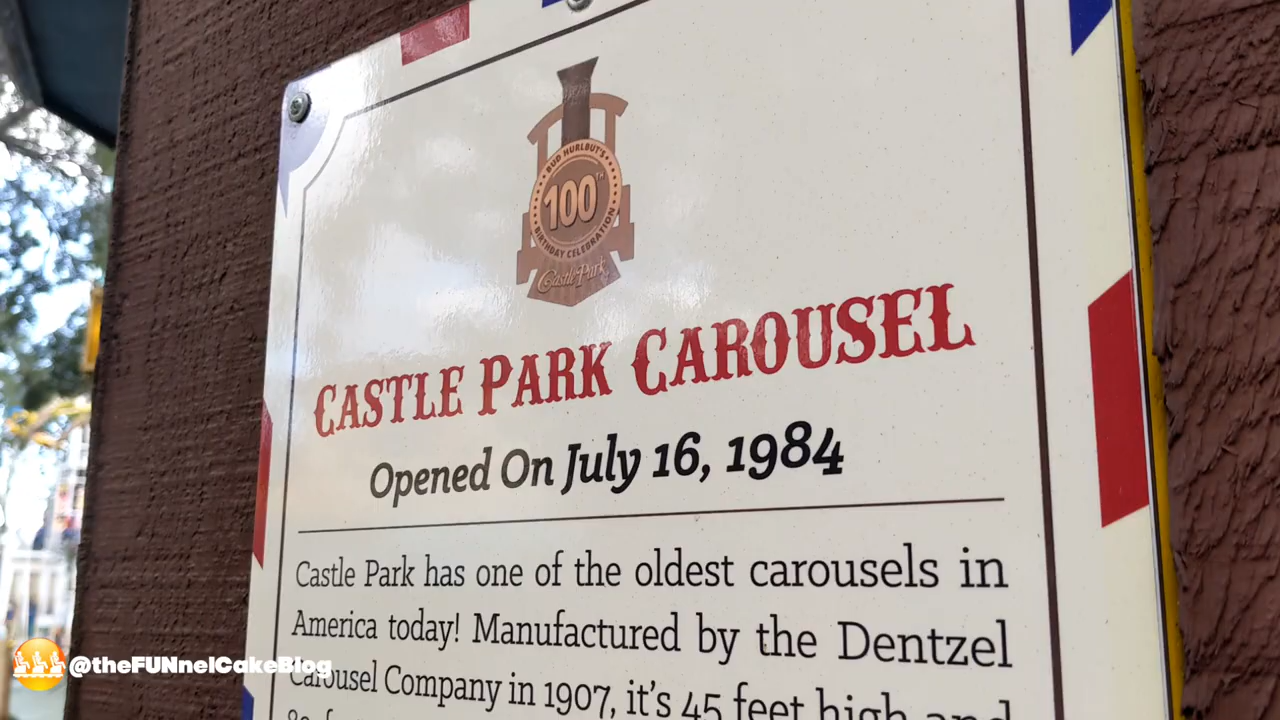 BUD HURLBUT'S
100TH
BIRTHDAY CELEBRATION
Castle Park
CASTLE PARK CAROUSEL
Opened On July 16, 1984
Castle Park has one of the oldest carousels in
America today! Manufactured by the Dentzel
Carousel Company in 1907, it's 45 feet high and
@theFUNnelCakeBlog